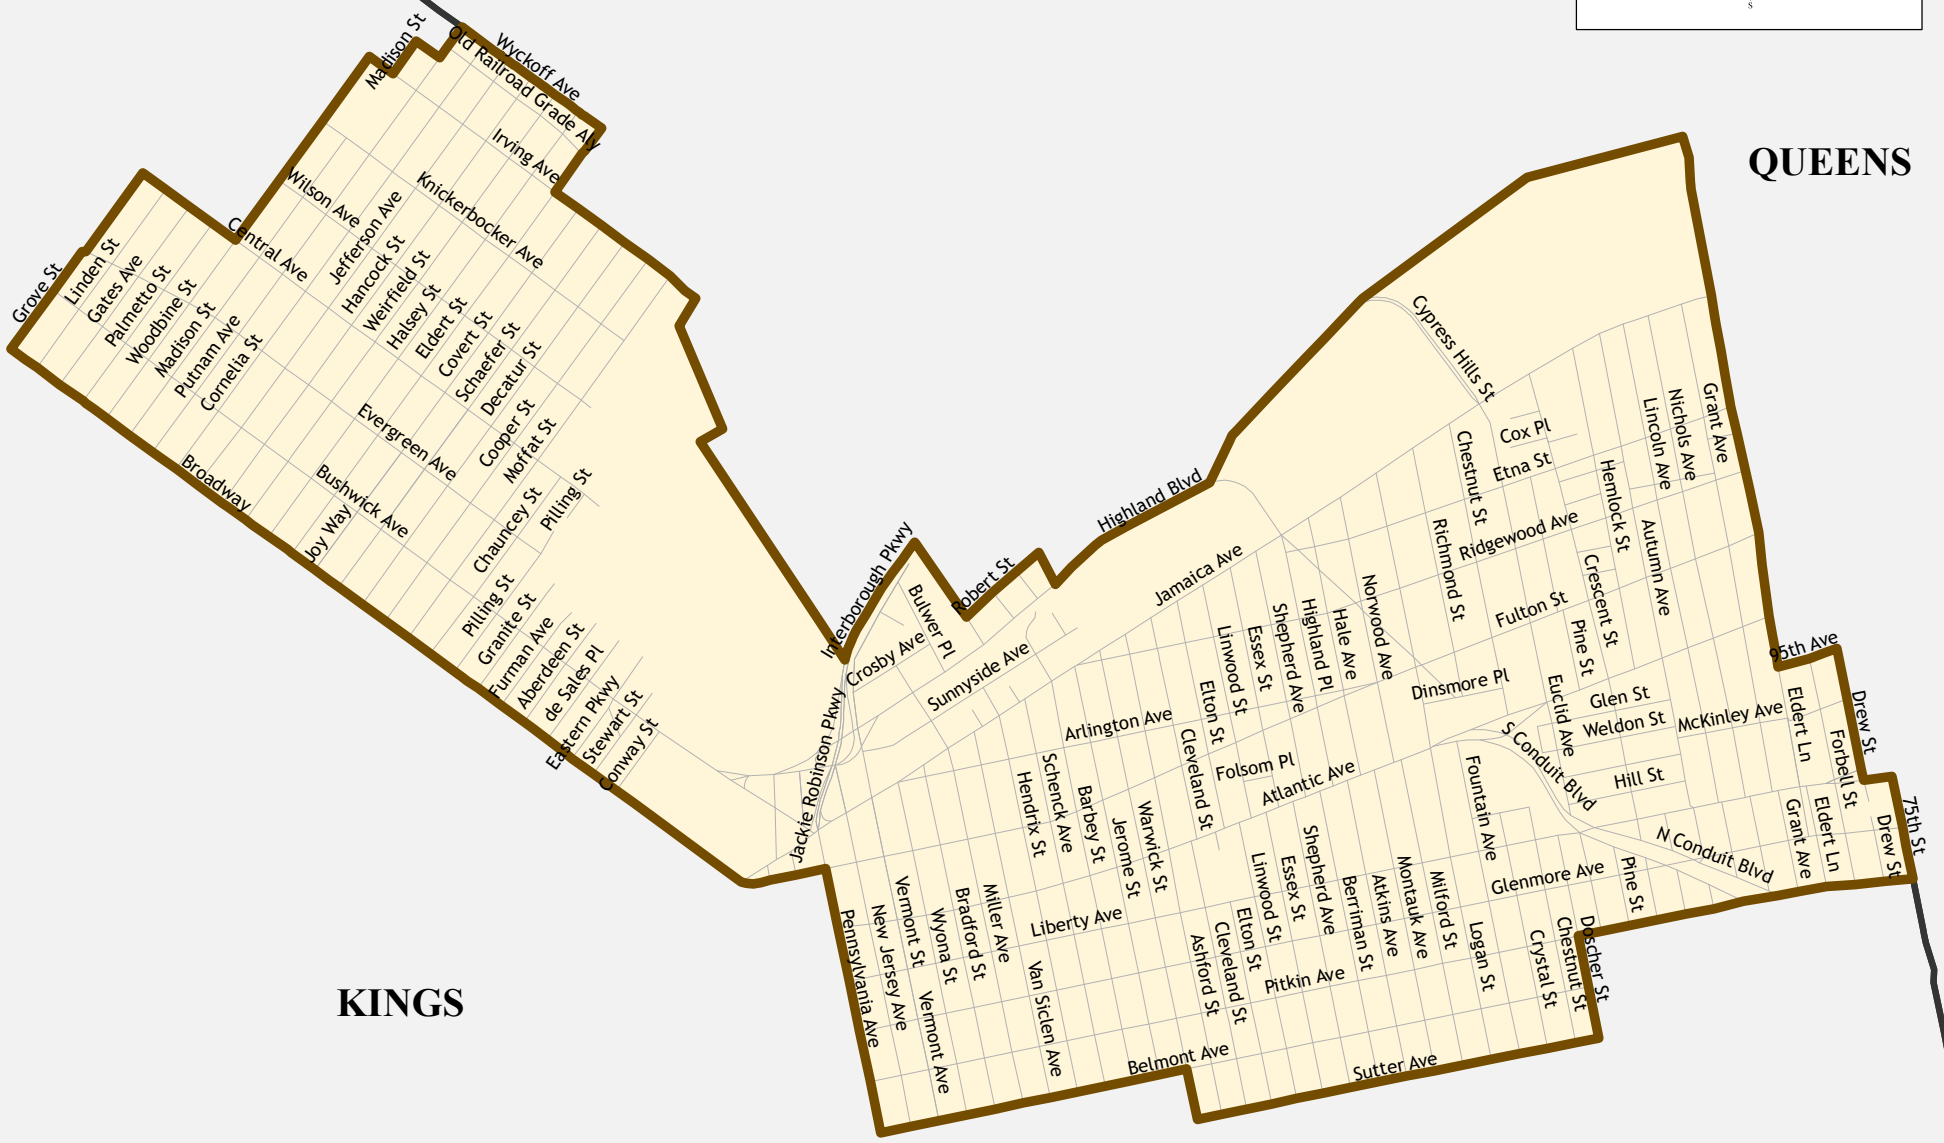 S
QUEENS
KINGS
Madison St
Old Railroad Grade Aly
Wyckoff Ave
Irving Ave
Knickerbocker Ave
Wilson Ave
Central Ave
Jefferson Ave
Hancock St
Weirfield St
Halsey St
Eldert St
Covert St
Schaefer St
Decatur St
Cooper St
Moffat St
Grove St
Linden St
Gates Ave
Palmetto St
Woodbine St
Madison St
Putnam Ave
Cornelia St
Evergreen Ave
Bushwick Ave
Broadway
Joy Way
Chauncey St
Pilling St
Pilling St
Granite St
Furman Ave
Aberdeen St
de Sales Pl
Eastern Pkwy
Stewart St
Conway St
Interborough Pkwy
Jackie Robinson Pkwy
Bulwer Pl
Crosby Ave
Robert St
Sunnyside Ave
Highland Blvd
Jamaica Ave
Cypress Hills St
Cox Pl
Etna St
Chestnut St
Richmond St
Ridgewood Ave
Hemlock St
Lincoln Ave
Nichols Ave
Grant Ave
Autumn Ave
Crescent St
Pine St
Fulton St
Norwood Ave
Hale Ave
Highland Pl
Shepherd Ave
Essex St
Linwood St
Elton St
Cleveland St
Arlington Ave
Folsom Pl
Atlantic Ave
Dinsmore Pl
Euclid Ave
Glen St
Weldon St
McKinley Ave
Hill St
S Conduit Blvd
N Conduit Blvd
95th Ave
Drew St
Eldert Ln
Forbell St
75th St
Drew St
Grant Ave
Eldert Ln
Fountain Ave
Glenmore Ave
Pine St
Hendrix St
Schenck Ave
Barbey St
Jerome St
Warwick St
Liberty Ave
Pennsylvania Ave
New Jersey Ave
Vermont St
Vermont Ave
Wyona St
Bradford St
Miller Ave
Van Siclen Ave
Ashford St
Cleveland St
Elton St
Linwood St
Essex St
Shepherd Ave
Berriman St
Atkins Ave
Montauk Ave
Milford St
Logan St
Crystal St
Chestnut St
Doscher St
Pitkin Ave
Belmont Ave
Sutter Ave